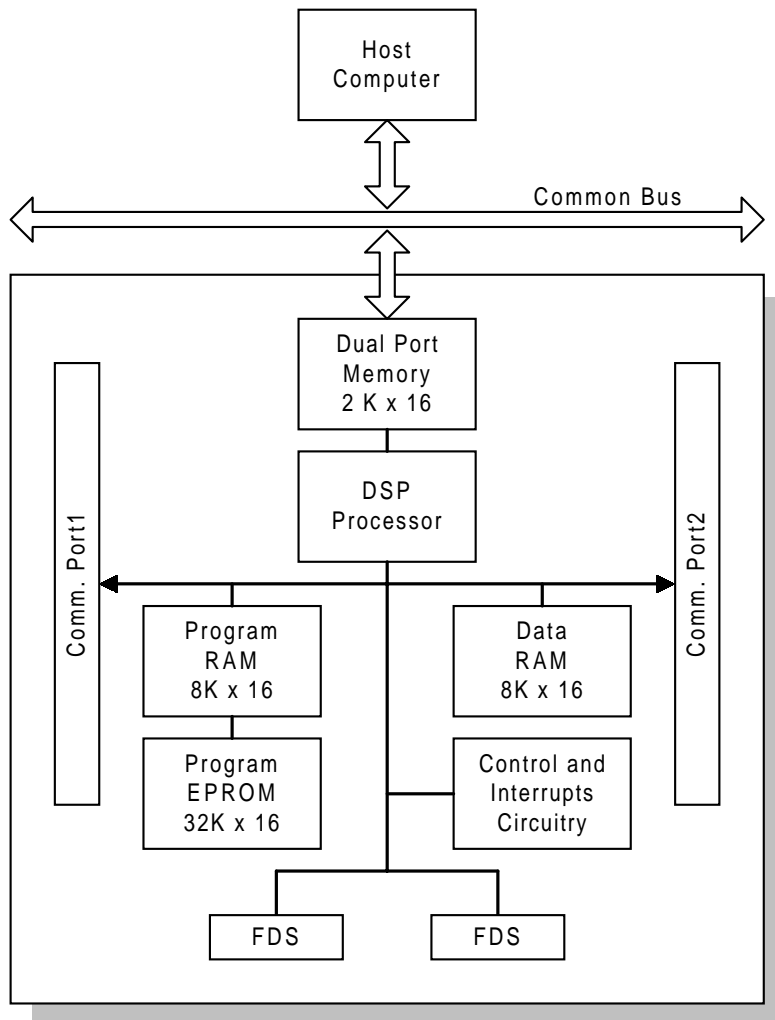 Host
Computer
Common Bus
Dual Port
Memory
2 K x 16
DSP
Processor
Comm. Port1
Comm. Port2
Program
RAM
8K x 16
Data
RAM
8K x 16
Program
EPROM
32K x 16
Control and
Interrupts
Circuitry
FDS
FDS